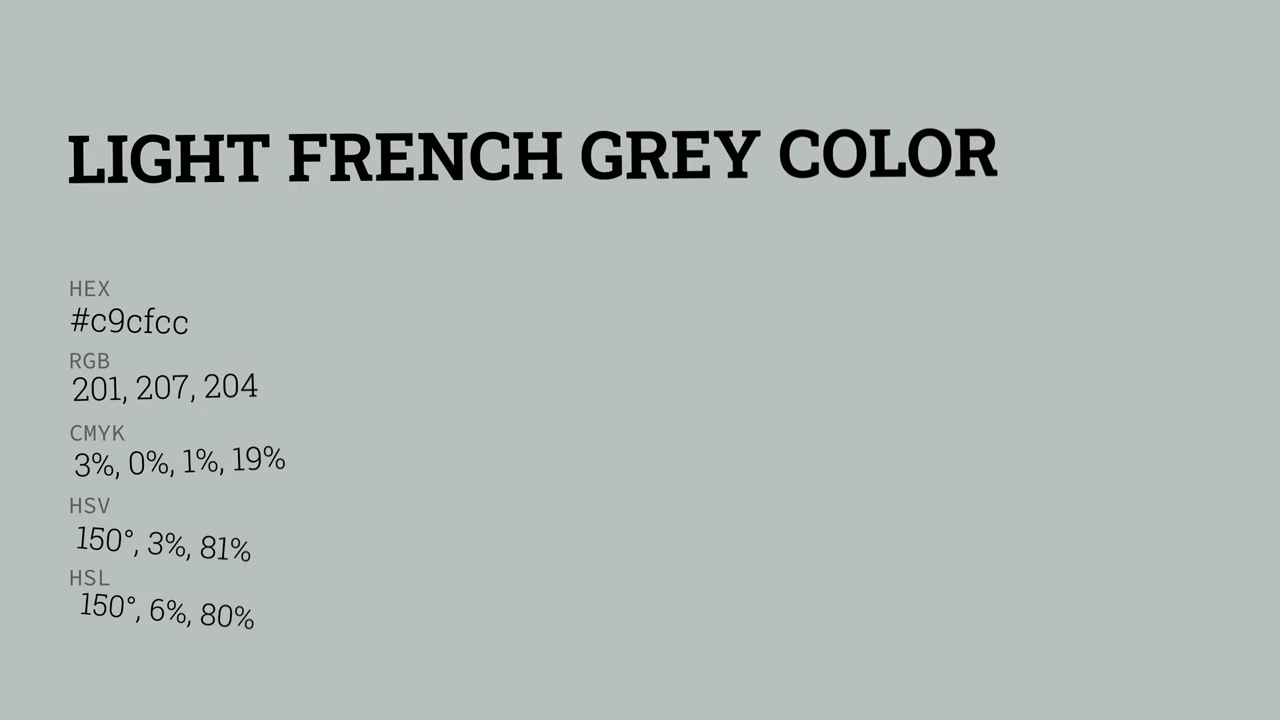 LIGHT FRENCH GREY COLOR
HEX
#c9cfcc
RGB
201, 207, 204
CMYK
3%, 0%, 1%, 19%
HSV
150°, 3%, 81%
HSL
150°, 6%, 80%